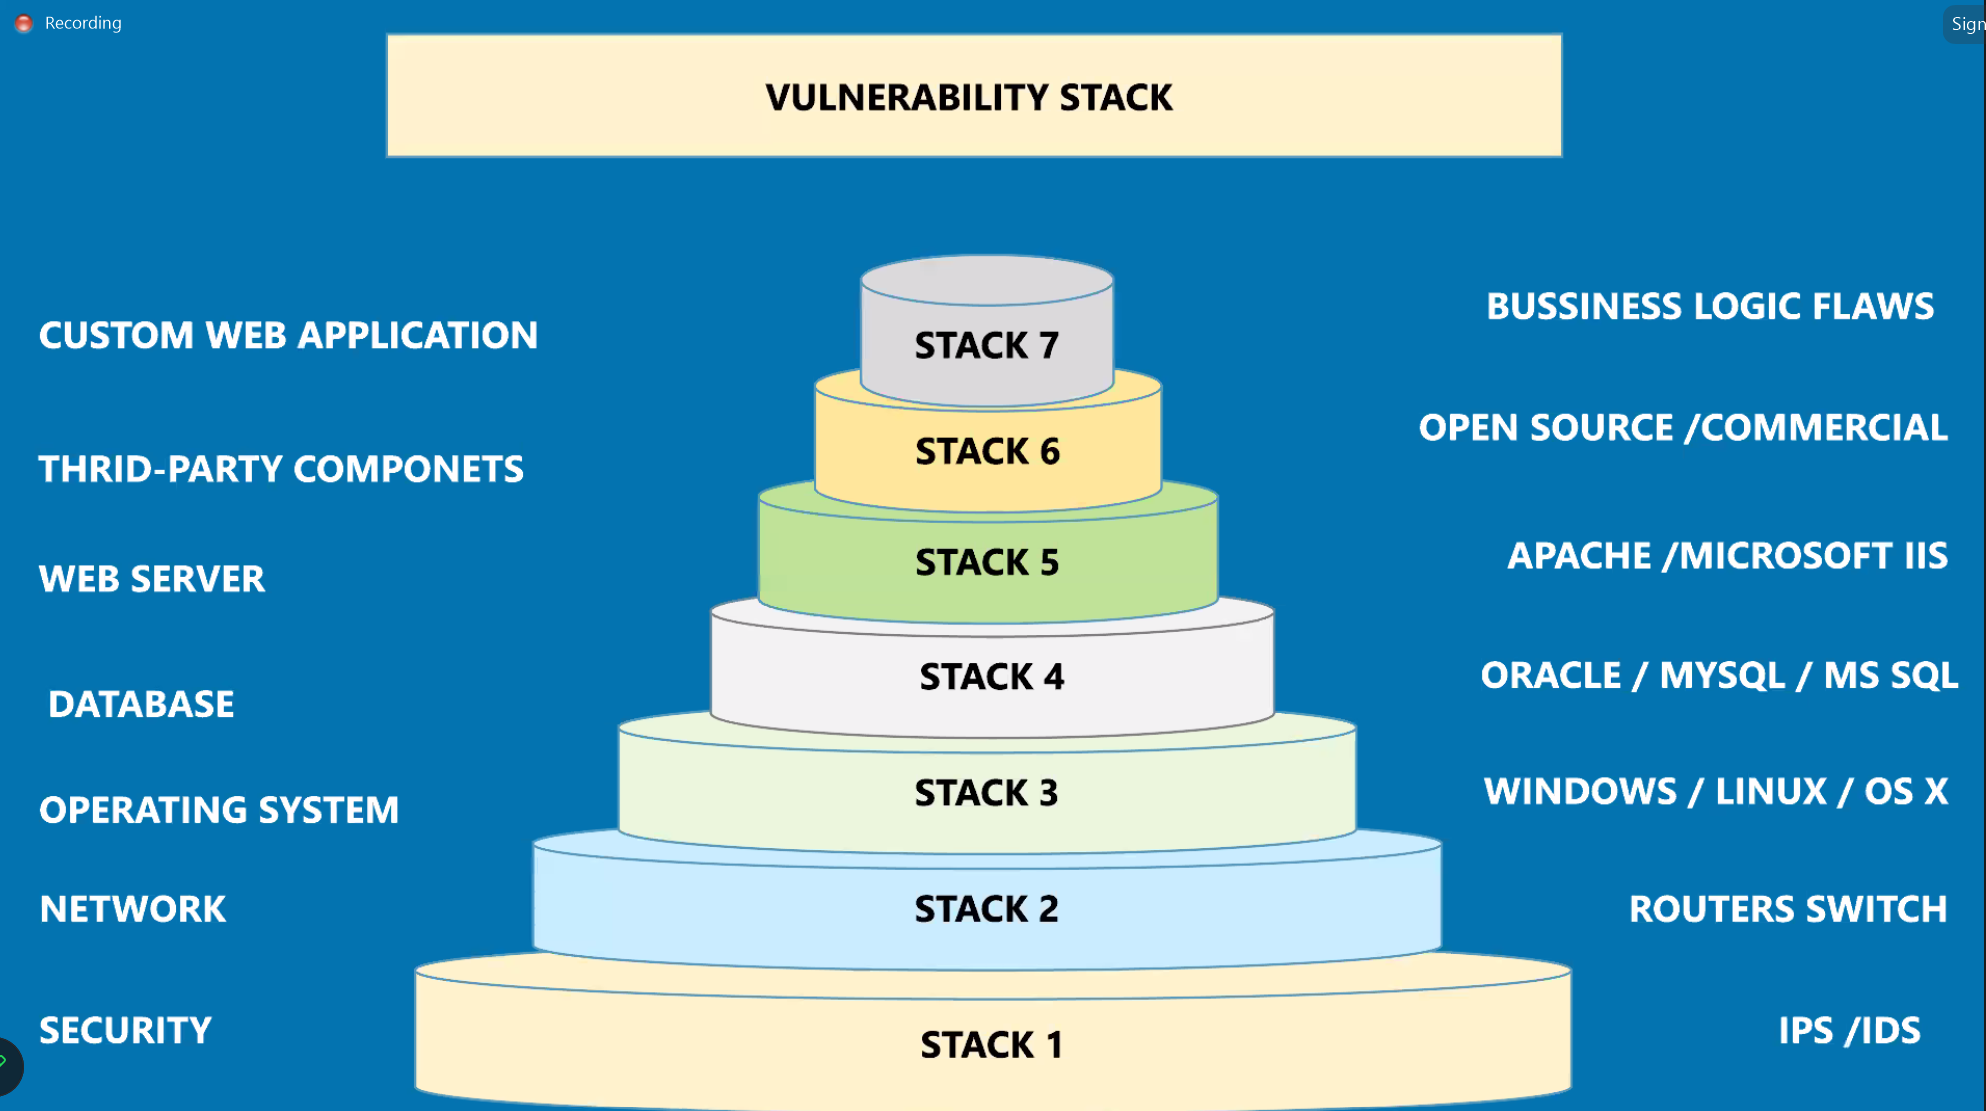 Recording
Sign
VULNERABILITY STACK
CUSTOM WEB APPLICATION
STACK 7
BUSSINESS LOGIC FLAWS
THRID-PARTY COMPONETS
STACK 6
OPEN SOURCE /COMMERCIAL
WEB SERVER
STACK 5
APACHE /MICROSOFT IIS
DATABASE
STACK 4
ORACLE / MYSQL / MS SQL
OPERATING SYSTEM
STACK 3
WINDOWS / LINUX / OS X
NETWORK
STACK 2
ROUTERS SWITCH
SECURITY
STACK 1
IPS /IDS